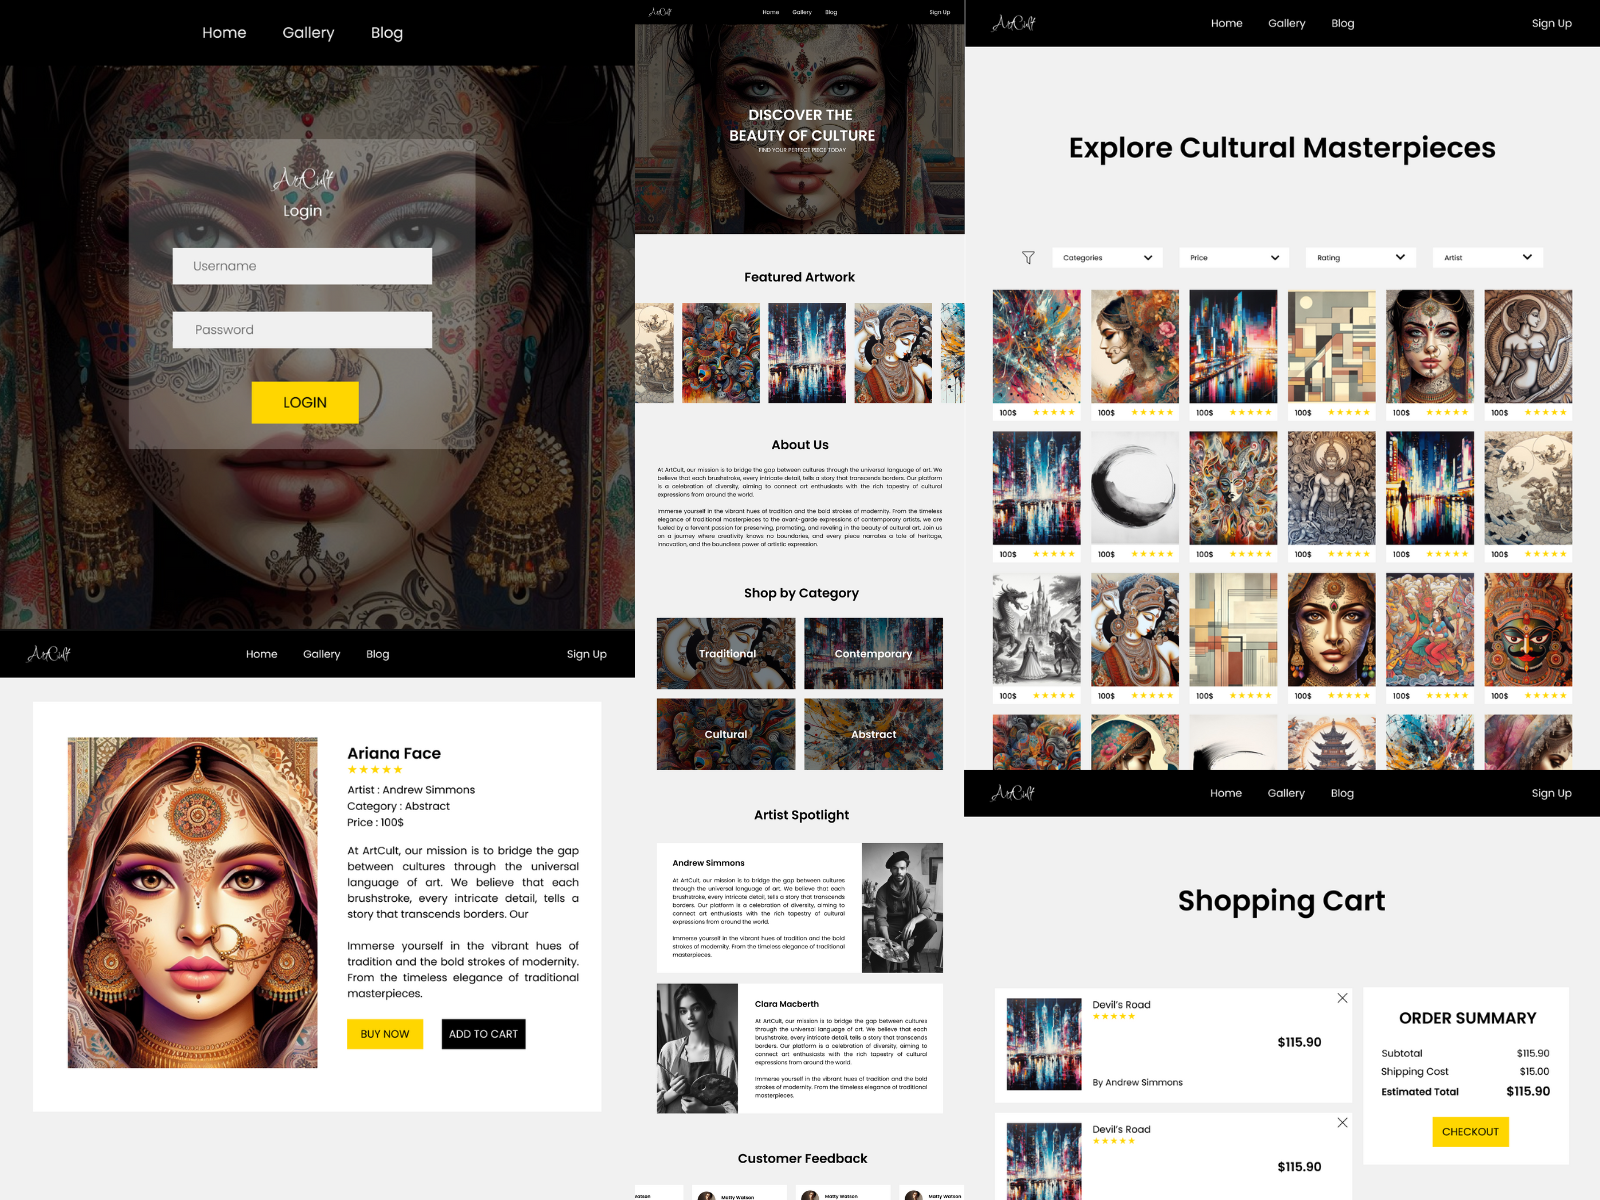 Home Gallery Blog
ArtCult
Login
Username
Password
LOGIN
ArtCult Home Gallery Blog Sign Up
Ariana Face
Artist : Andrew Simmons
Category : Abstract
Price : 100$
At ArtCult, our mission is to bridge the gap
between cultures through the universal
language of art. We believe that each
brushstroke, every intricate detail, tells a
story that transcends borders. Our
Immerse yourself in the vibrant hues of
tradition and the bold strokes of modernity.
From the timeless elegance of traditional
masterpieces.
BUY NOW ADD TO CART
ArtCult Home Gallery Blog Sign Up
DISCOVER THE
BEAUTY OF CULTURE
FIND YOUR PERFECT PIECE TODAY
Featured Artwork
About Us
At ArtCult, our mission is to bridge the gap between cultures through the universal language of art. We
believe that each brushstroke, every intricate detail, tells a story that transcends borders. Our platform
is a celebration of diversity, aiming to connect art enthusiasts with the rich tapestry of cultural
expressions from around the world.
Immerse yourself in the vibrant hues of tradition and the bold strokes of modernity. From the timeless
elegance of traditional masterpieces to the avant-garde expressions of contemporary artists, we are
fueled by a fervent passion for preserving, promoting, and reveling in the beauty of cultural art. Join us
on a journey where creativity knows no boundaries, and every piece narrates a tale of heritage,
innovation, and the boundless power of artistic expression.
Shop by Category
Traditional Contemporary
Cultural Abstract
Artist Spotlight
Andrew Simmons
At ArtCult, our mission is to bridge the gap between cultures
through the universal language of art. We believe that each
brushstroke, every intricate detail, tells a story that transcends
borders. Our platform is a celebration of diversity, aiming to
connect art enthusiasts with the rich tapestry of cultural
expressions from around the world.
Immerse yourself in the vibrant hues of tradition and the bold
strokes of modernity. From the timeless elegance of traditional
masterpieces.
Clara Macberth
At ArtCult, our mission is to bridge the gap between cultures
through the universal language of art. We believe that each
brushstroke, every intricate detail, tells a story that transcends
borders. Our platform is a celebration of diversity, aiming to
connect art enthusiasts with the rich tapestry of cultural
expressions from around the world.
Immerse yourself in the vibrant hues of tradition and the bold
strokes of modernity. From the timeless elegance of traditional
masterpieces.
Customer Feedback
Watson Matty Watson Matty Watson Matty Watson
ArtCult Home Gallery Blog Sign Up
Explore Cultural Masterpieces
Categories Price Rating Artist
100$ 100$ 100$ 100$ 100$ 100$
100$ 100$ 100$ 100$ 100$ 100$
100$ 100$ 100$ 100$ 100$ 100$
ArtCult Home Gallery Blog Sign Up
Shopping Cart
Devil's Road
$115.90
By Andrew Simmons
Devil's Road
$115.90
ORDER SUMMARY
Subtotal $115.90
Shipping Cost $15.00
Estimated Total $115.90
CHECKOUT